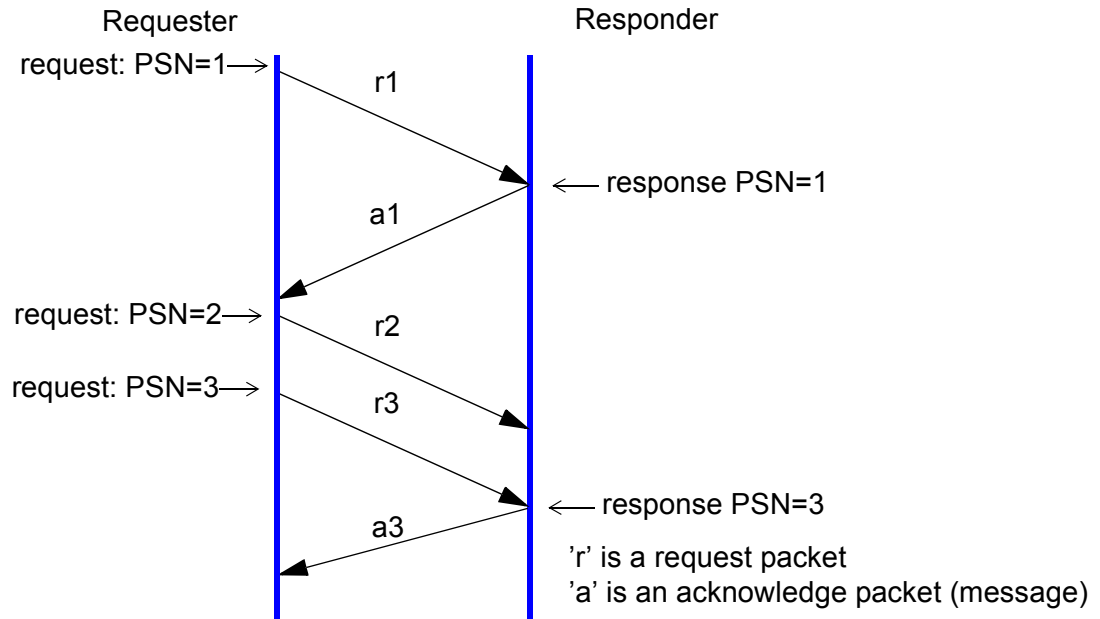 Requester
Responder
request: PSN=1
r1
response PSN=1
a1
request: PSN=2
r2
request: PSN=3
r3
response PSN=3
a3
’r’ is a request packet
’a’ is an acknowledge packet (message)